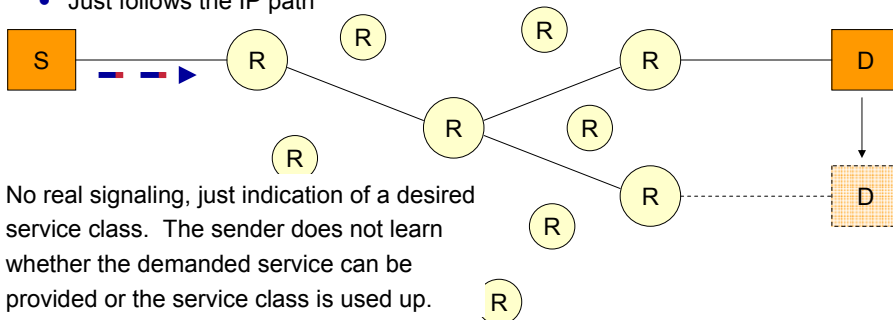 • Just follows the IP path
R
R
S
R
R
D
R
R
R
No real signaling, just indication of a desired
service class. The sender does not learn
whether the demanded service can be
provided or the service class is used up.
R
D
R
R